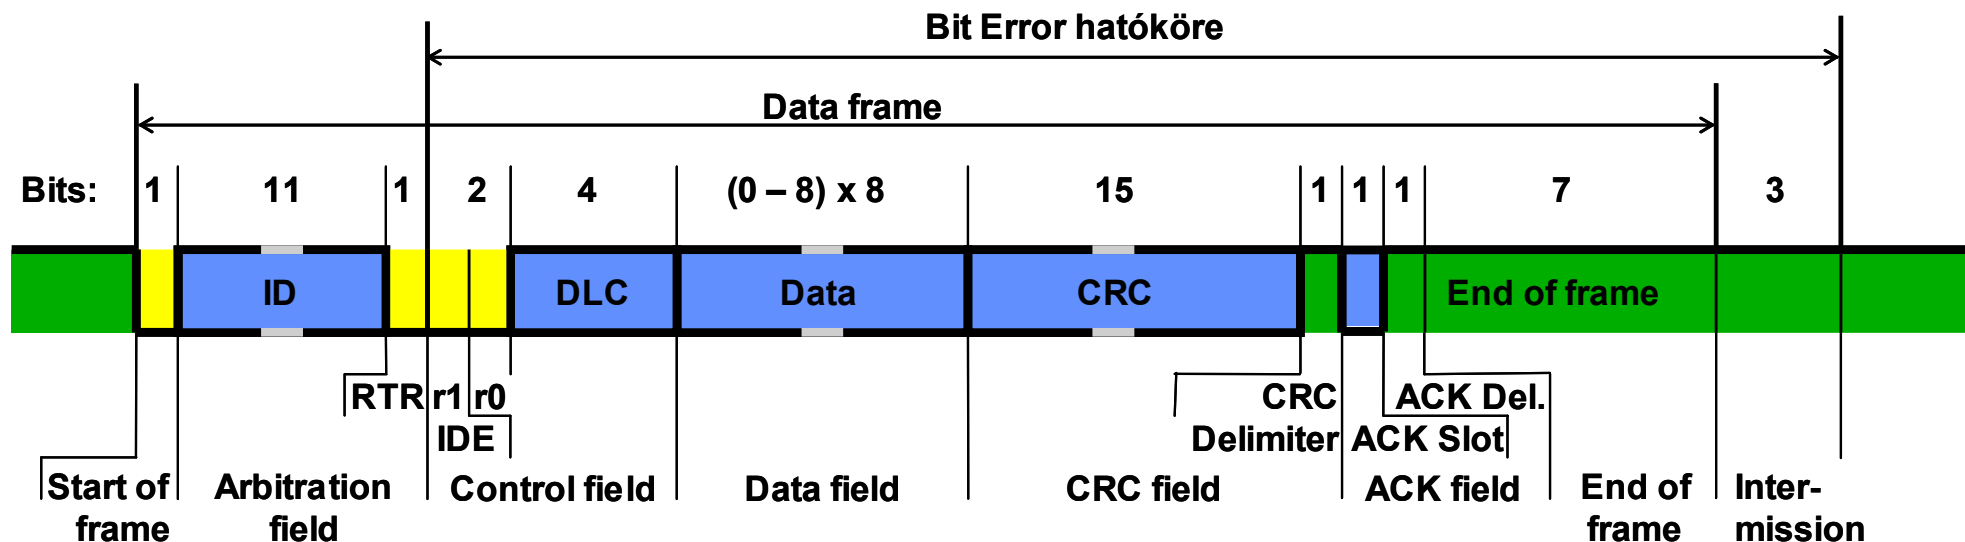 Bit Error hatóköre
Data frame
Bits: 1 11 1 2 4 (0 – 8) x 8 15 1 1 1 7 3
ID DLC Data CRC End of frame
RTR r1 r0 CRC ACK Del.
IDE Delimiter ACK Slot
Start of Arbitration Control field Data field CRC field ACK field End of Inter-
frame field frame mission